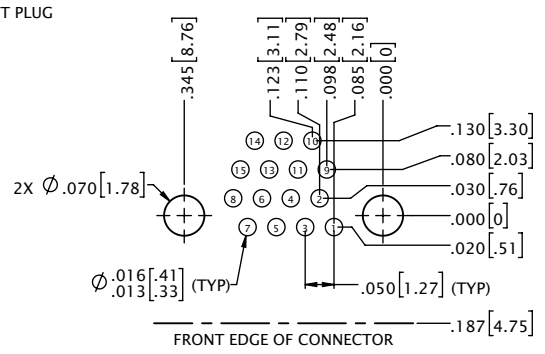 T PLUG
.345 [8.76]
.123 [3.11]
.110 [2.79]
.098 [2.48]
.085 [2.16]
.000 [0]
14 12 10
.130 [3.30]
15 13 11 9
.080 [2.03]
2X Ø .070 [1.78]
8 6 4 2
.030 [.76]
.000 [0]
7 5 3 1
.020 [.51]
Ø .016 [.41]
.013 [.33] (TYP)
.050 [1.27] (TYP)
.187 [4.75]
FRONT EDGE OF CONNECTOR